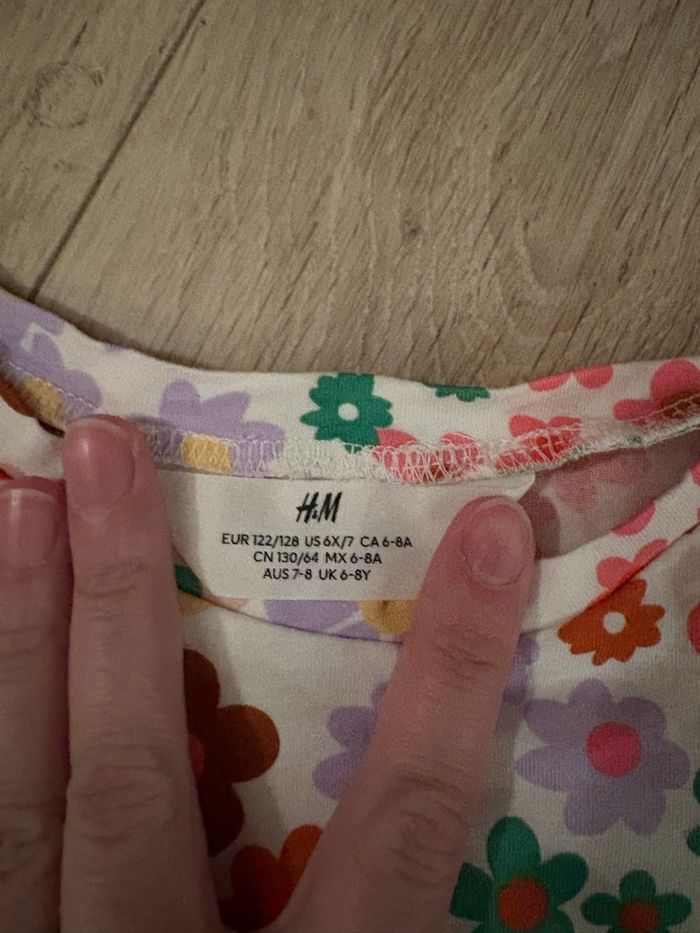 H&M
EUR 122/128 US 6X/7 CA 6-8A
CN 130/64 MX 6-8A
AUS 7-8 UK 6-8Y